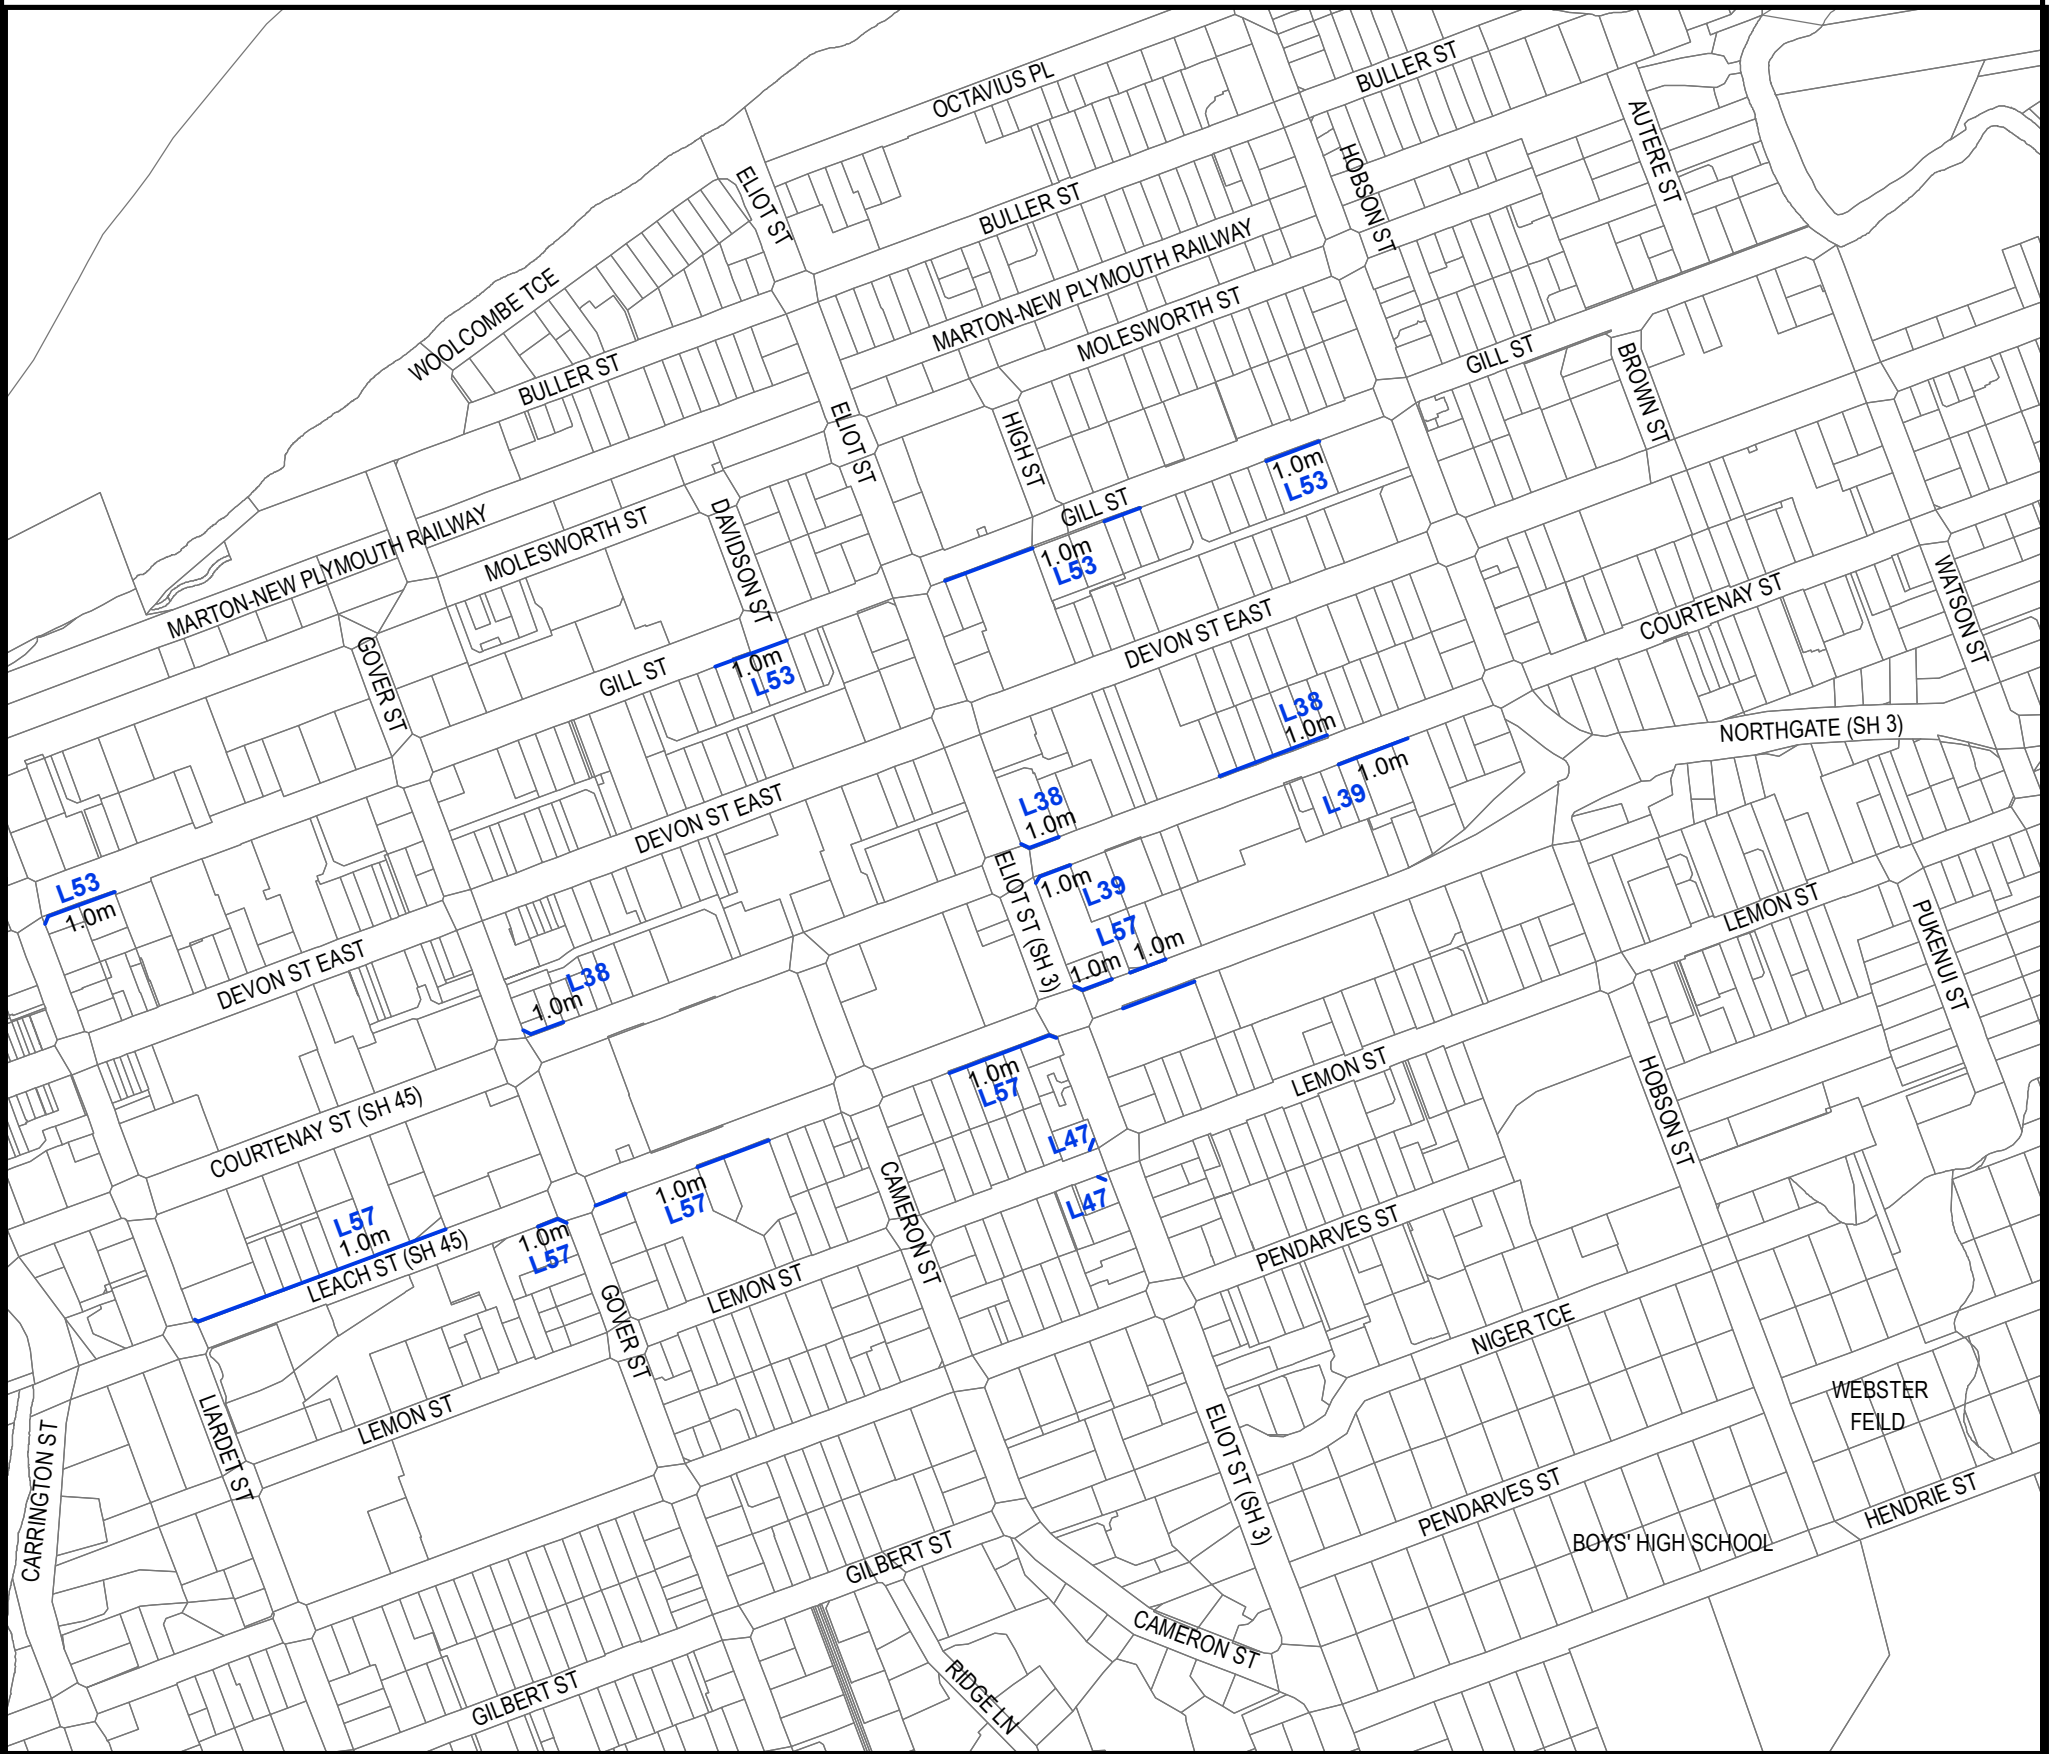 OCTAVIUS PL
BULLER ST
AUTERE ST
HOBSON ST
ELIOT ST
BULLER ST
MARTON-NEW PLYMOUTH RAILWAY
WOOLCOMBE TCE
MOLESWORTH ST
BULLER ST
GILL ST
BROWN ST
ELIOT ST
HIGH ST
1.0m
L53
GILL ST
MARTON-NEW PLYMOUTH RAILWAY
MOLESWORTH ST
DAVIDSON ST
1.0m
L53
WATSON ST
COURTENAY ST
DEVON ST EAST
GOVER ST
GILL ST
1.0m
L53
L38
1.0m
NORTHGATE (SH 3)
1.0m
L39
L38
1.0m
DEVON ST EAST
ELIOT ST (SH 3)
1.0m
L39
L53
1.0m
LEMON ST
PUKENUI ST
L57
1.0m
1.0m
DEVON ST EAST
L38
1.0m
1.0m
L57
LEMON ST
HOBSON ST
COURTENAY ST (SH 45)
L47
L47
CAMERON ST
1.0m
L57
L57
1.0m
LEACH ST (SH 45)
1.0m
L57
PENDARVES ST
LEMON ST
GOVER ST
NIGER TCE
WEBSTER
FEILD
LIARDET ST
LEMON ST
CARRINGTON ST
ELIOT ST (SH 3)
PENDARVES ST
HENDRIE ST
BOYS' HIGH SCHOOL
GILBERT ST
CAMERON ST
GILBERT ST
RIDGE LN